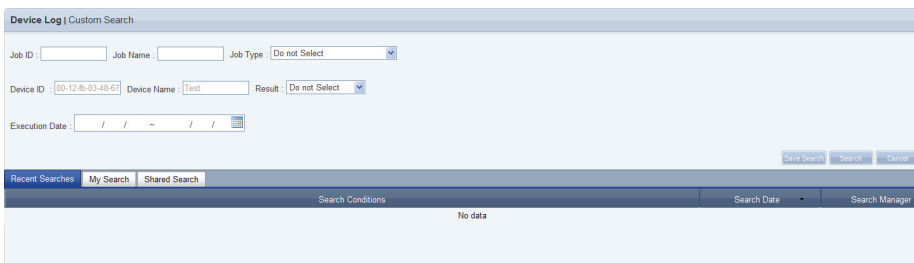 Device Log | Custom Search
Job ID : Job Name : Job Type : Do not Select
Device ID : 00-12-fb-03-48-67 Device Name : Test Result : Do not Select
Execution Date : / / ~ / /
Save Search Search Cancel
Recent Searches My Search Shared Search
Search Conditions Search Date Search Manager
No data